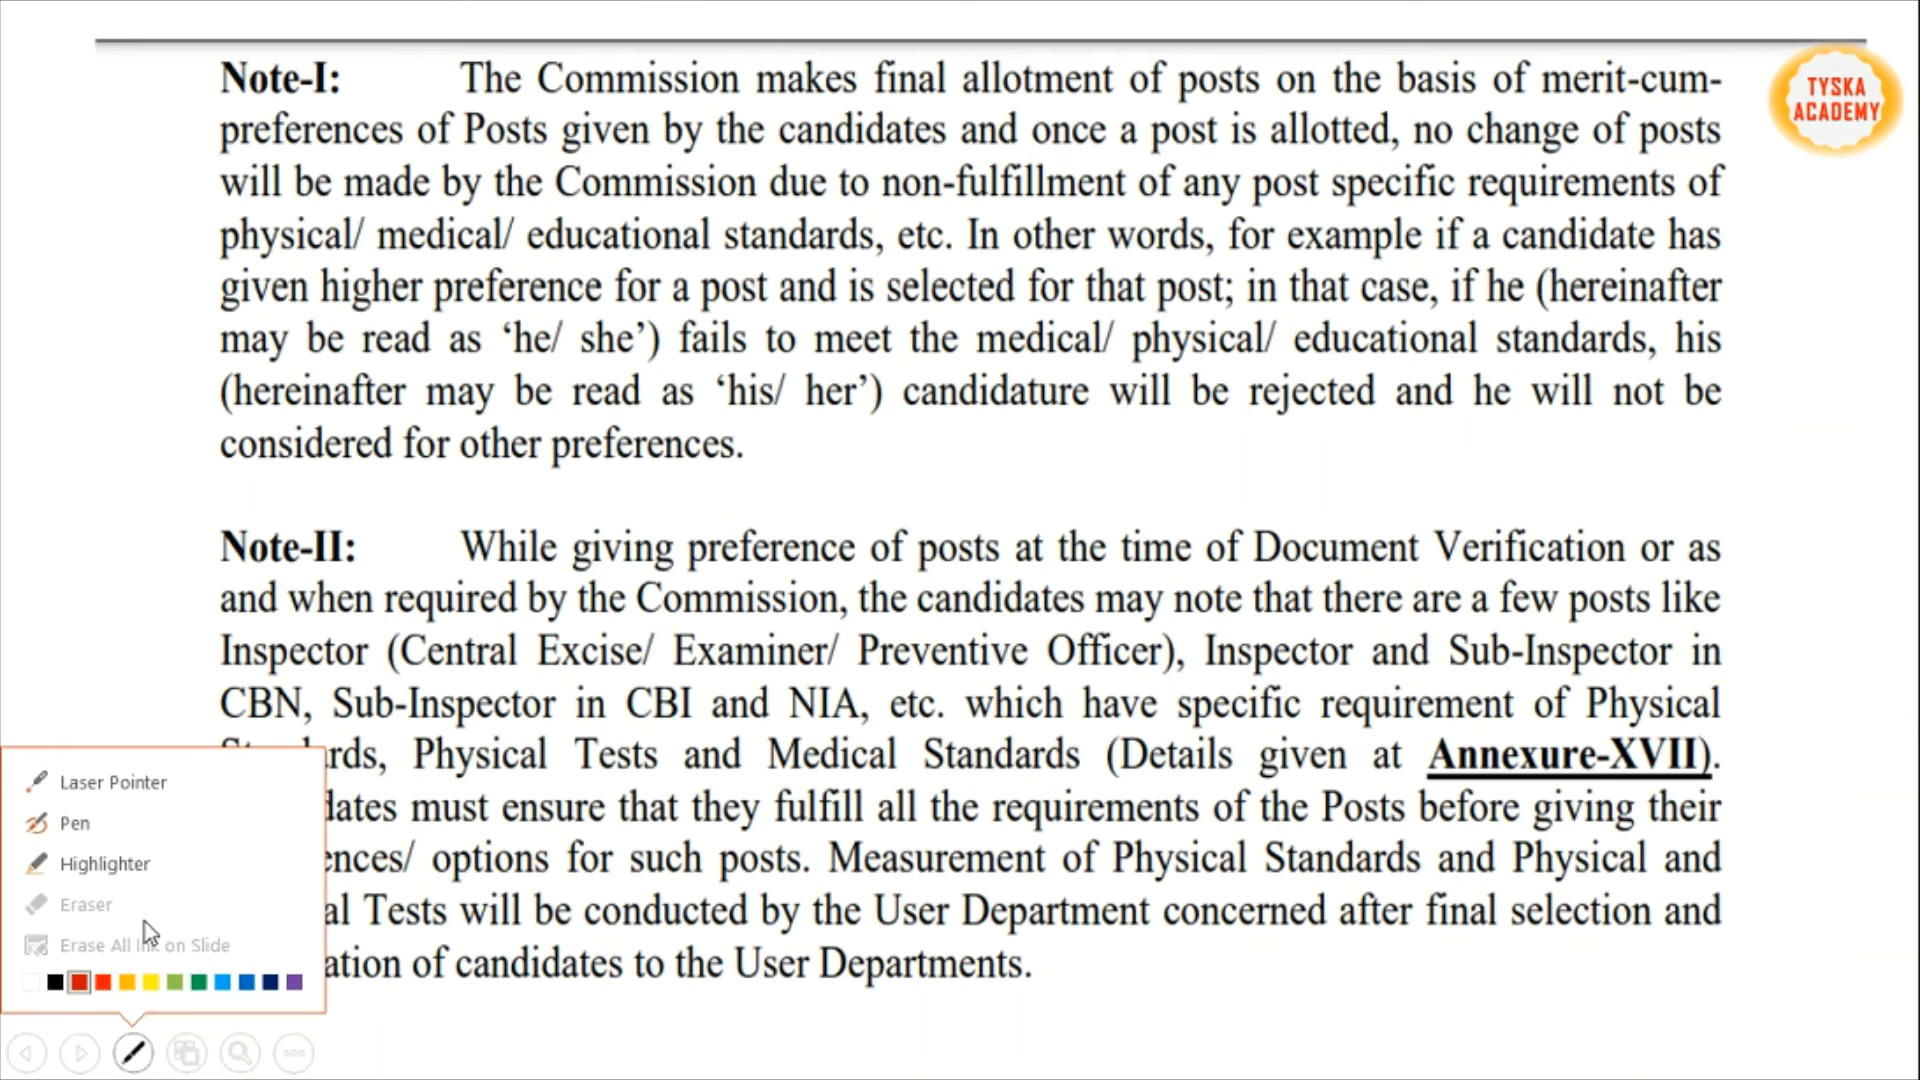 Note-I: The Commission makes final allotment of posts on the basis of merit-cum-
preferences of Posts given by the candidates and once a post is allotted, no change of posts
will be made by the Commission due to non-fulfillment of any post specific requirements of
physical/ medical/ educational standards, etc. In other words, for example if a candidate has
given higher preference for a post and is selected for that post; in that case, if he (hereinafter
may be read as ‘he/ she’) fails to meet the medical/ physical/ educational standards, his
(hereinafter may be read as ‘his/ her’) candidature will be rejected and he will not be
considered for other preferences.
TYSKA
ACADEMY
Note-II: While giving preference of posts at the time of Document Verification or as
and when required by the Commission, the candidates may note that there are a few posts like
Inspector (Central Excise/ Examiner/ Preventive Officer), Inspector and Sub-Inspector in
CBN, Sub-Inspector in CBI and NIA, etc. which have specific requirement of Physical
rds, Physical Tests and Medical Standards (Details given at Annexure-XVII).
dates must ensure that they fulfill all the requirements of the Posts before giving their
ences/ options for such posts. Measurement of Physical Standards and Physical and
al Tests will be conducted by the User Department concerned after final selection and
ation of candidates to the User Departments.
Laser Pointer
Pen
Highlighter
Eraser
Erase All Ink on Slide